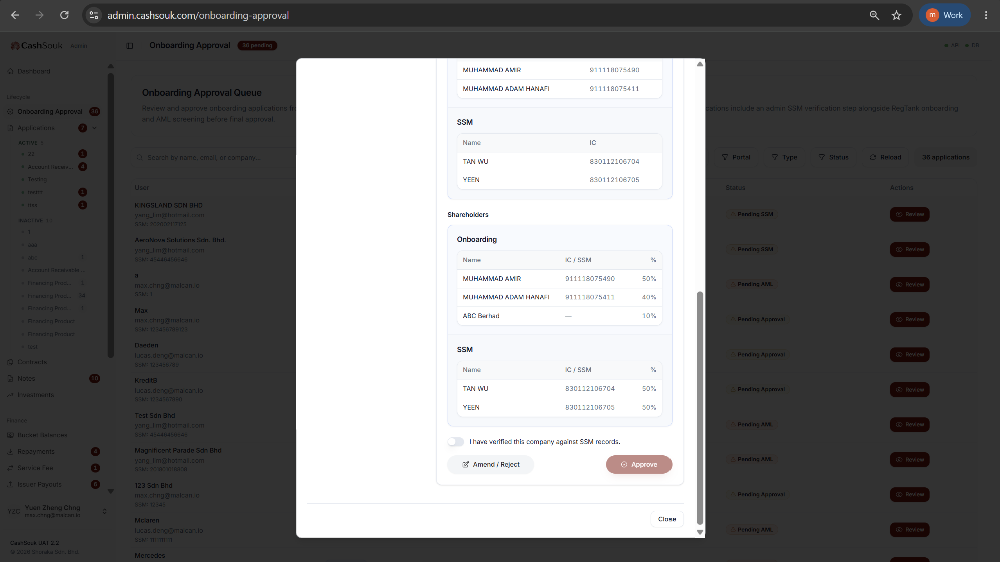 admin.cashsouk.com/onboarding-approval
m
Work
CashSouk Admin
Dashboard
Lifecycle
Onboarding Approval 36
Applications 7
ACTIVE 5
22 1
Account Receiv... 4
Testing
testttt 1
ttss 1
INACTIVE 10
1
aaa
abc 1
Account Receivable ...
Financing Prod... 1
Financing Prod... 34
Financing Prod... 1
Financing Product
Financing Product
test
Contracts
Notes 10
Investments
Finance
Bucket Balances
Repayments 4
Service Fee 1
Issuer Payouts 6
YZC
Yuen Zheng Chng
max.chng@malcan.io
CashSouk UAT 2.2
© 2026 Shoraka Sdn. Bhd.
Onboarding Approval 36 pending
API DB
Onboarding Approval Queue
Review and approve onboarding applications fr
cations include an admin SSM verification step alongside RegTank onboarding
and AML screening before final approval.
Search by name, email, or company...
Portal
Type
Status
Reload
36 applications
User
Status
Actions
KINGSLAND SDN BHD
yang_lim@hotmail.com
SSM: 202002117125
Pending SSM
Review
AeroNova Solutions Sdn. Bhd.
yang_lim@hotmail.com
SSM: 45446456646
Pending SSM
Review
a
max.chng@malcan.io
SSM: 1
Pending AML
Review
Max
max.chng@malcan.io
SSM: 123456789123
Pending Approval
Review
Daeden
lucas.deng@malcan.io
SSM: 123456789
Pending Approval
Review
KreditB
lucas.deng@malcan.io
SSM: 1234567890
Pending Approval
Review
Test Sdn Bhd
yang_lim@hotmail.com
SSM: 45446456646
Pending AML
Review
Magnificent Parade Sdn Bhd
yang_lim@hotmail.com
SSM: 201801018808
Pending AML
Review
123 Sdn Bhd
max.chng@malcan.io
SSM: 12345
Pending Approval
Review
Mclaren
lucas.deng@malcan.io
SSM: 1111111111
Pending AML
Review
Mercedes
MUHAMMAD AMIR 911118075490
MUHAMMAD ADAM HANAFI 911118075411
SSM
Name IC
TAN WU 830112106704
YEEN 830112106705
Shareholders
Onboarding
Name IC / SSM %
MUHAMMAD AMIR 911118075490 50%
MUHAMMAD ADAM HANAFI 911118075411 40%
ABC Berhad — 10%
SSM
Name IC / SSM %
TAN WU 830112106704 50%
YEEN 830112106705 50%
I have verified this company against SSM records.
Amend / Reject
Approve
Close